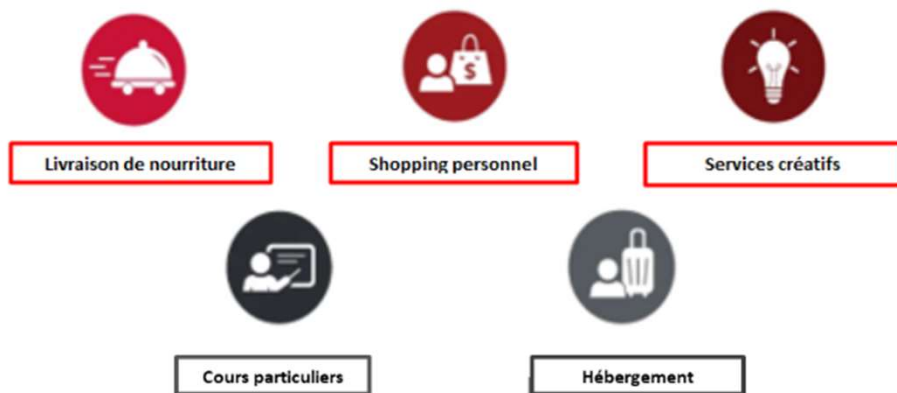 Livraison de nourriture
Shopping personnel
Services créatifs
$
Cours particuliers
Hébergement